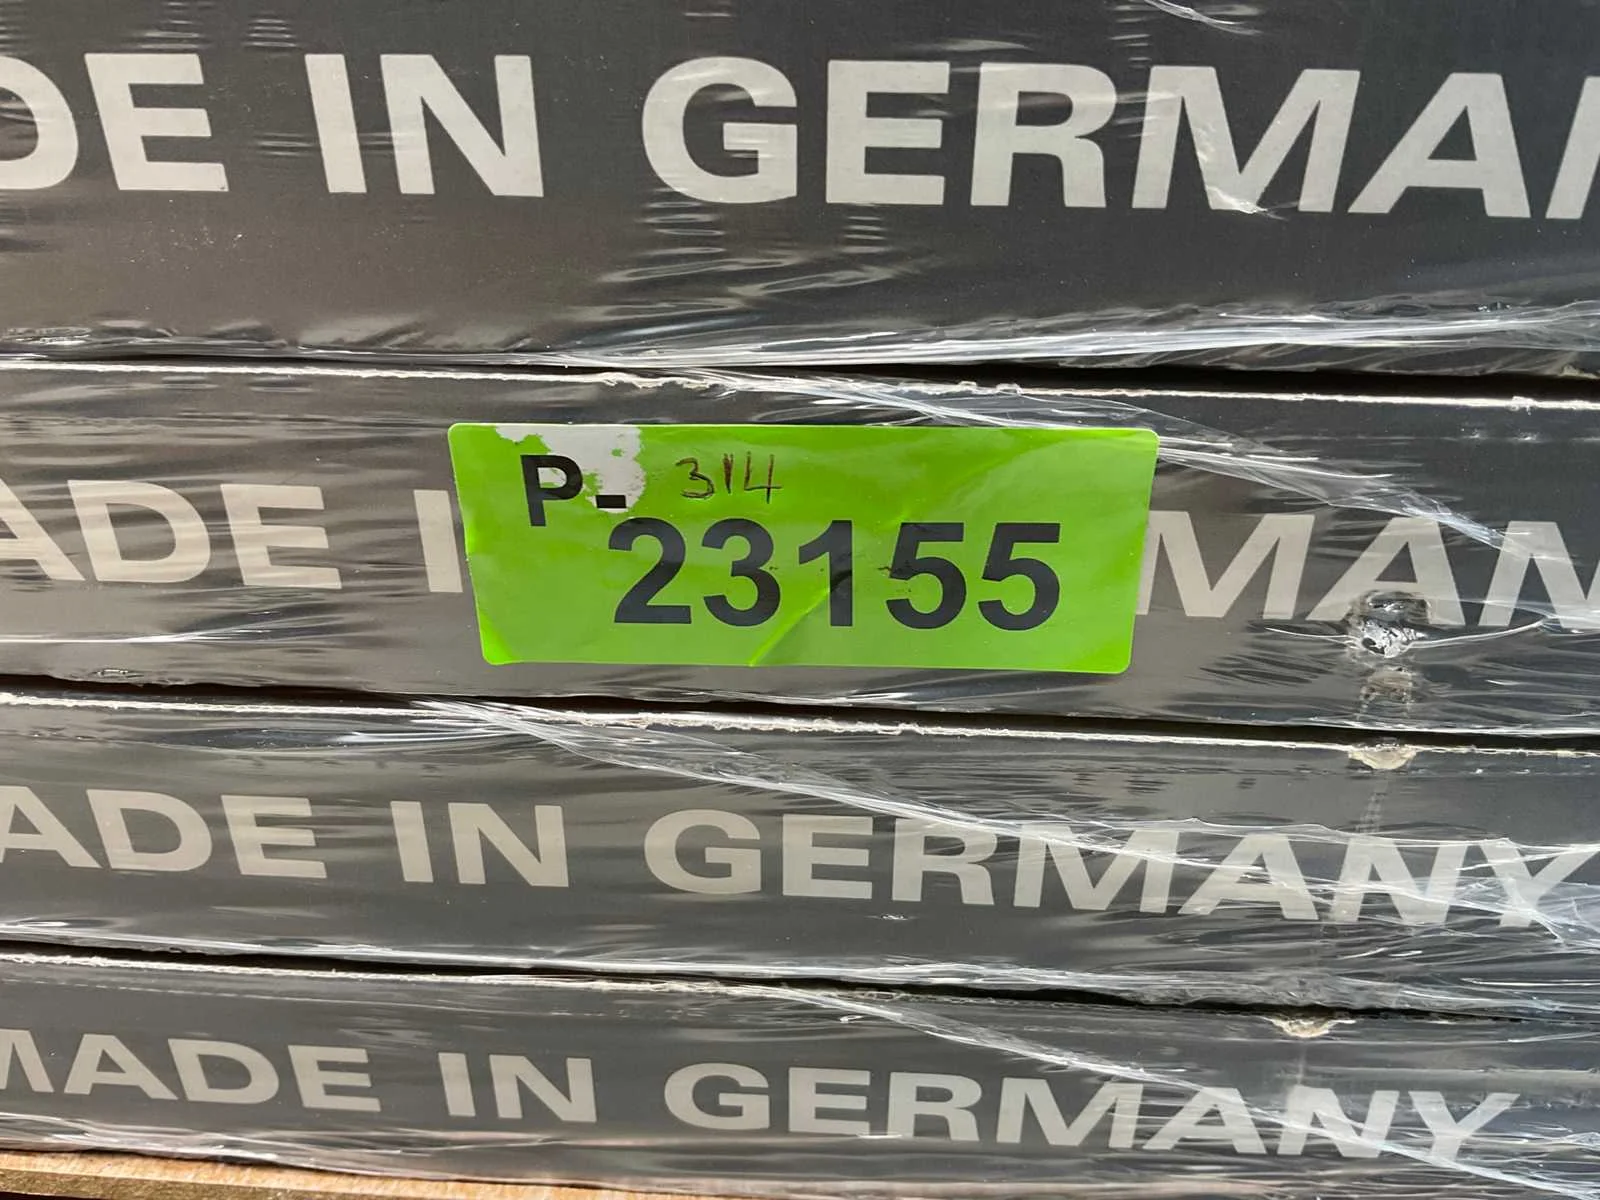 DE IN GERMA
P- 314
23155
ADE I MAN
ADE IN GERMANY
MADE IN GERMANY